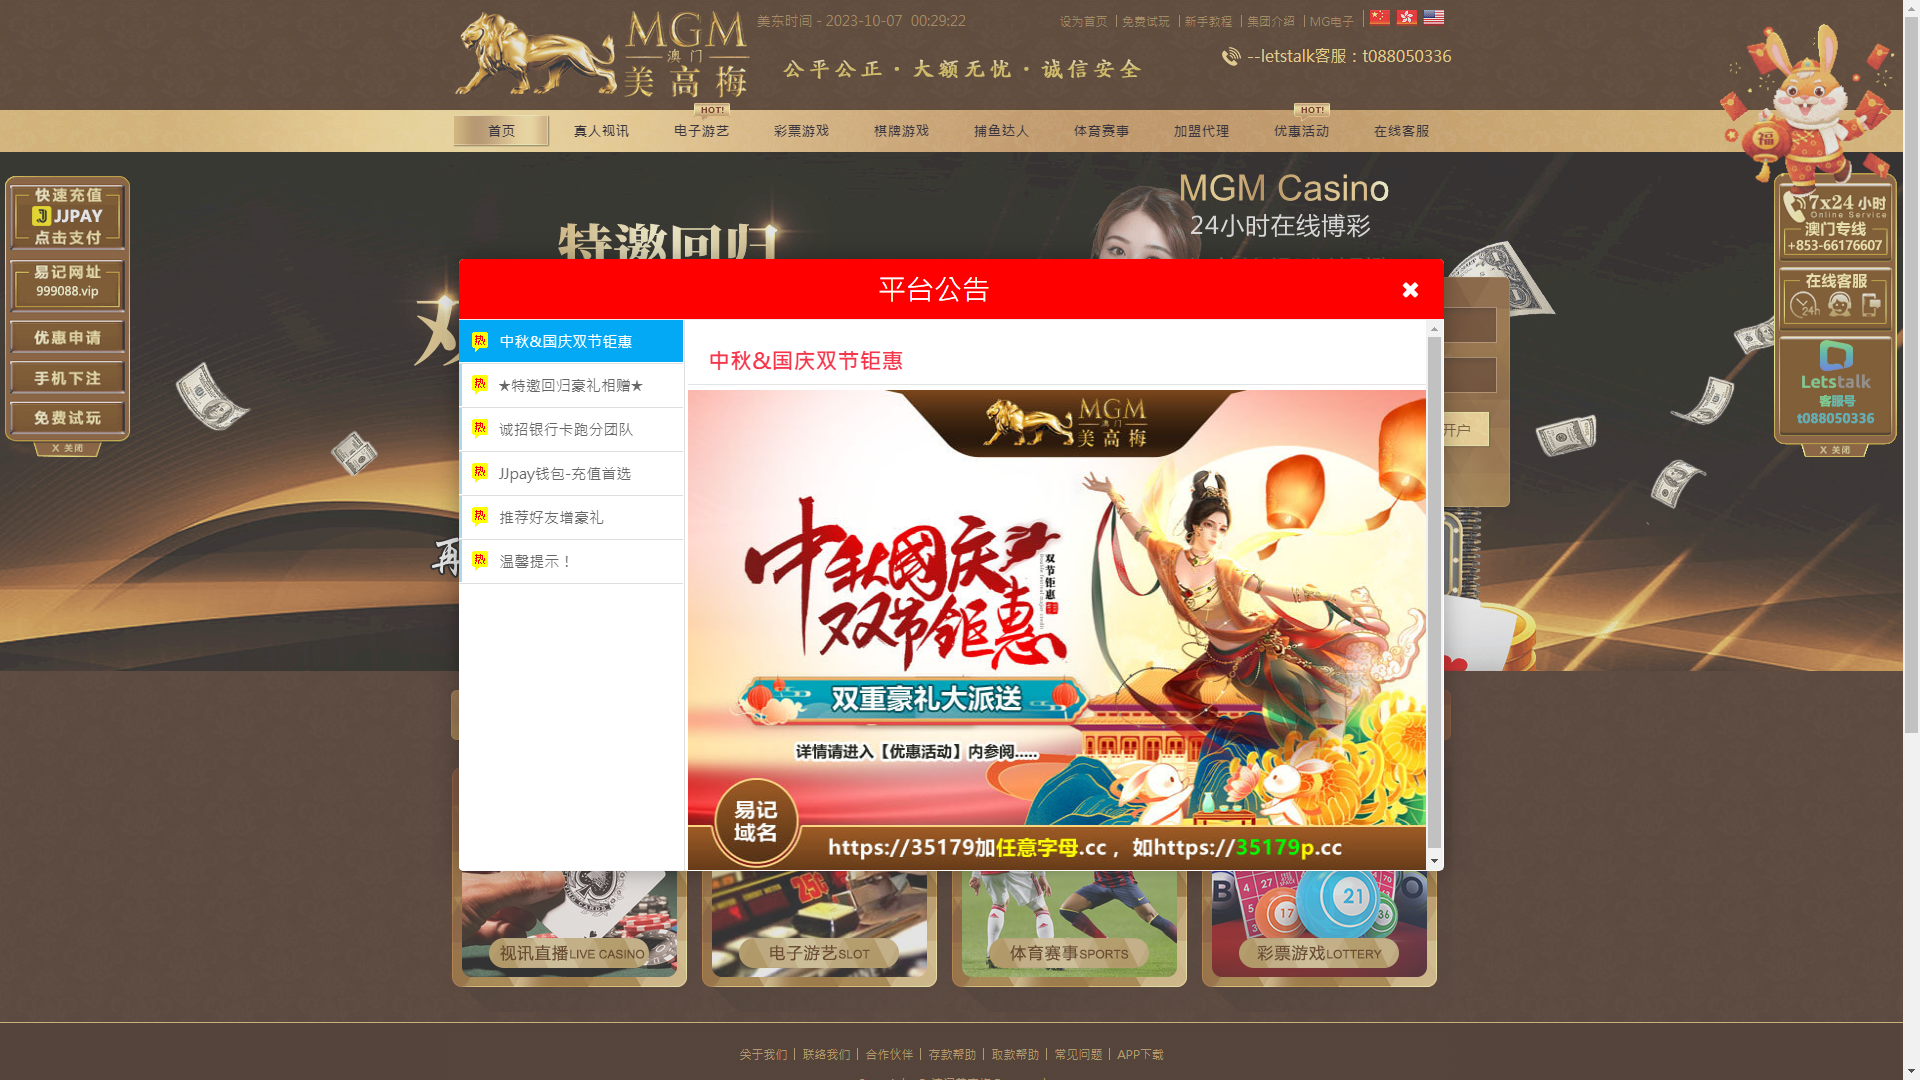 MGM
澳门
美高梅
美东时间 - 2023-10-07 00:29:22
设为首页 | 免费试玩 | 新手教程 | 集团介绍 | MG电子
公平公正·大额无忧·诚信安全
--letstalk客服：t088050336
HOT!
HOT!
首页
真人视讯
电子游艺
彩票游戏
棋牌游戏
捕鱼达人
体育赛事
加盟代理
优惠活动
在线客服
福
快速充值
JJPAY
点击支付
易记网址
999088.vip
优惠申请
手机下注
免费试玩
X 关闭
特邀回归
MGM Casino
24小时在线博彩
7x24 小时
Online Service
澳门专线
+853-66176607
在线客服
24h
Letstalk
客服号
t088050336
X 关闭
开户
平台公告
热 中秋&国庆双节钜惠
热 ★特邀回归豪礼相赠★
热 诚招银行卡跑分团队
热 JJpay钱包-充值首选
热 推荐好友增豪礼
热 温馨提示！
中秋&国庆双节钜惠
MGM
澳门
美高梅
中秋国庆
双节钜惠
双节钜惠
双重豪礼大派送
详情请进入【优惠活动】内参阅.....
易记
域名
https://35179加任意字母.cc ，如https://35179p.cc
再
视讯直播LIVE CASINO
电子游艺SLOT
体育赛事SPORTS
彩票游戏LOTTERY
关于我们 | 联络我们 | 合作伙伴 | 存款帮助 | 取款帮助 | 常见问题 | APP下载